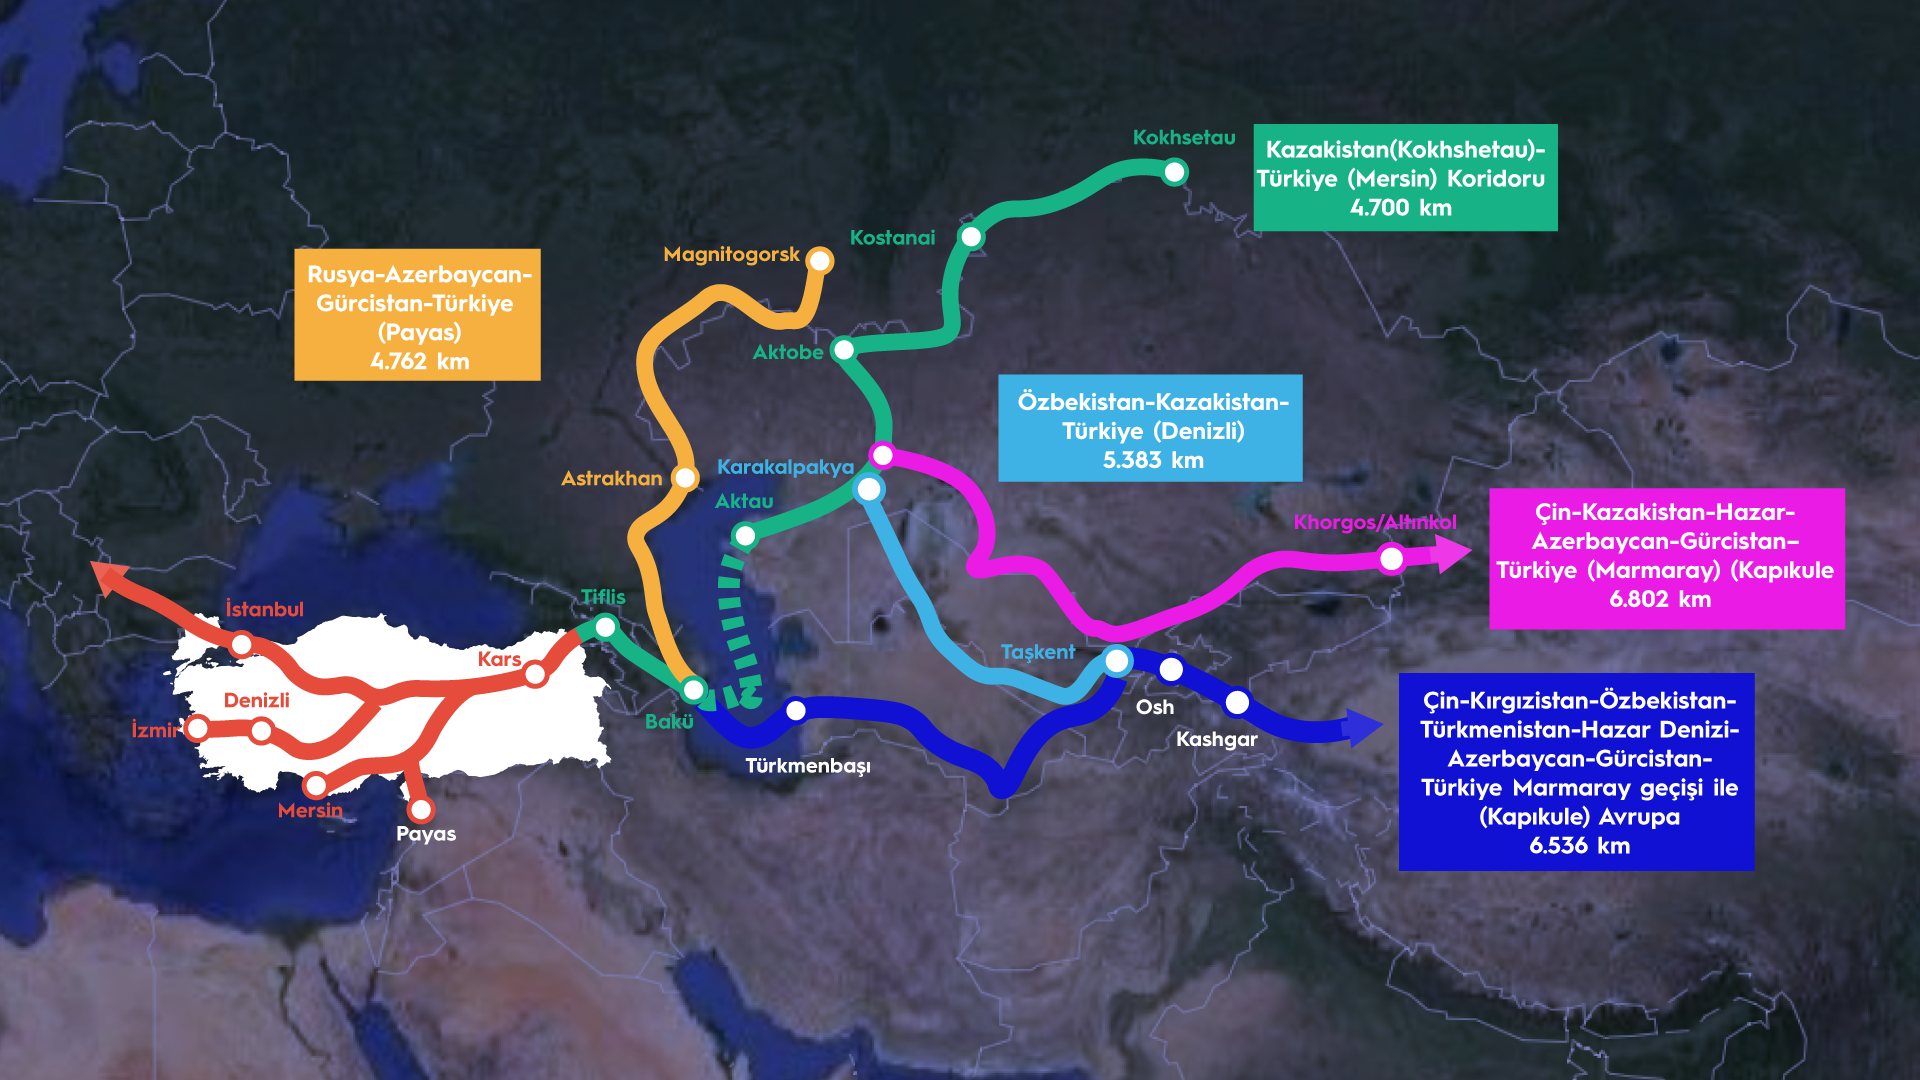 Kokhsetau
Kazakistan(Kokhshetau)-
Türkiye (Mersin) Koridoru
4.700 km
Kostanai
Magnitogorsk
Rusya-Azerbaycan-
Gürcistan-Türkiye
(Payas)
4.762 km
Aktobe
Özbekistan-Kazakistan-
Türkiye (Denizli)
5.383 km
Karakalpakya
Astrakhan
Aktau
Khorgos/Altınkol
Çin-Kazakistan-Hazar-
Azerbaycan-Gürcistan-
Türkiye (Marmaray) (Kapıkule
6.802 km
Tiflis
İstanbul
Kars
Taşkent
Denizli
İzmir
Bakü
Osh
Kashgar
Türkmenbaşı
Çin-Kırgızistan-Özbekistan-
Türkmenistan-Hazar Denizi-
Azerbaycan-Gürcistan-
Türkiye Marmaray geçişi ile
(Kapıkule) Avrupa
6.536 km
Mersin
Payas